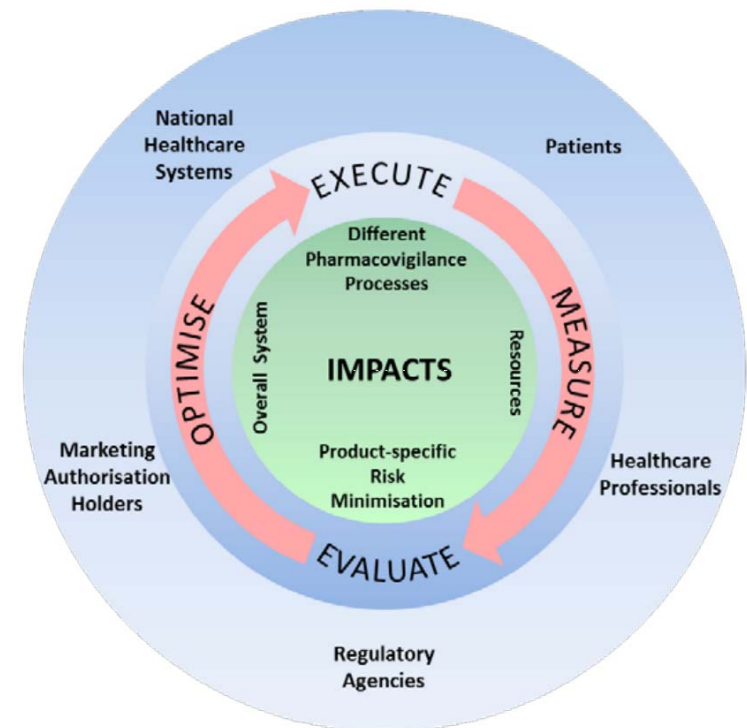 National
Healthcare
Systems
Patients
EXECUTE
Different
Pharmacovigilance
Processes
MEASURE
OPTIMISE
Overall System
IMPACTS
Resources
Product-specific
Risk
Minimisation
Marketing
Authorisation
Holders
Healthcare
Professionals
EVALUATE
Regulatory
Agencies